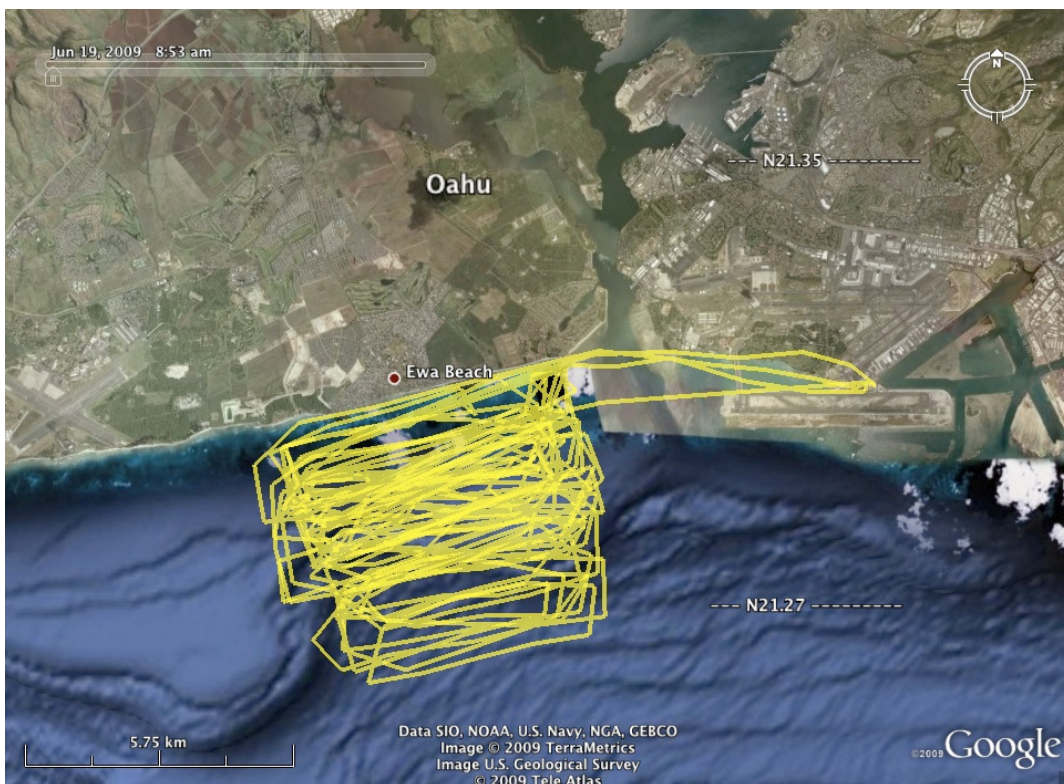 Jun 19, 2009 8:53 am
N
--- N21.35 ----------
Oahu
Ewa Beach
--- N21.27 ----------
5.75 km
Data SIO, NOAA, U.S. Navy, NGA, GEBCO
Image © 2009 TerraMetrics
Image U.S. Geological Survey
© 2009 Tele Atlas
©2009 Google